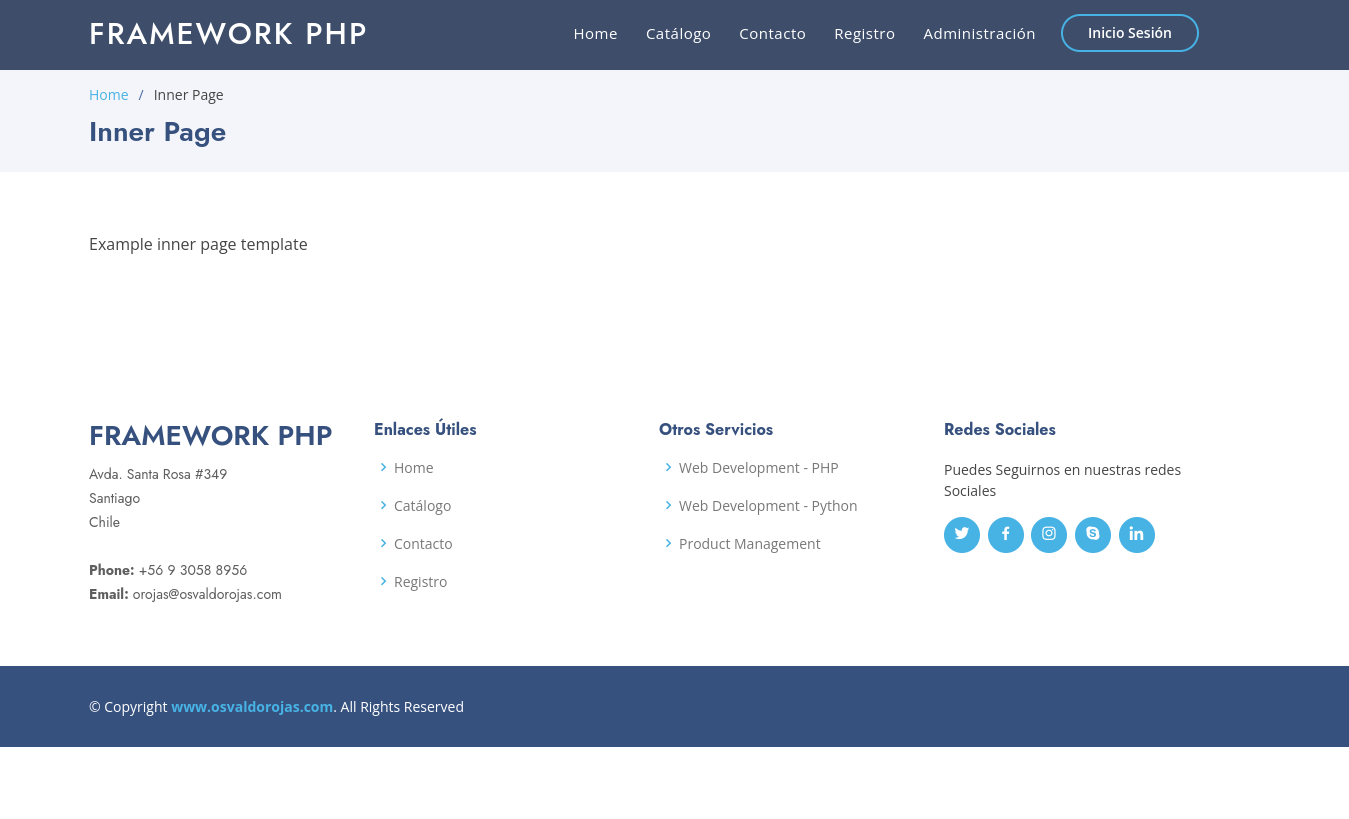 FRAMEWORK PHP
Home Catálogo Contacto Registro Administración Inicio Sesión
Home / Inner Page
Inner Page
Example inner page template
FRAMEWORK PHP
Avda. Santa Rosa #349
Santiago
Chile
Phone: +56 9 3058 8956
Email: orojas@osvaldorojas.com
Enlaces Útiles
Home
Catálogo
Contacto
Registro
Otros Servicios
Web Development - PHP
Web Development - Python
Product Management
Redes Sociales
Puedes Seguirnos en nuestras redes
Sociales
© Copyright www.osvaldorojas.com. All Rights Reserved